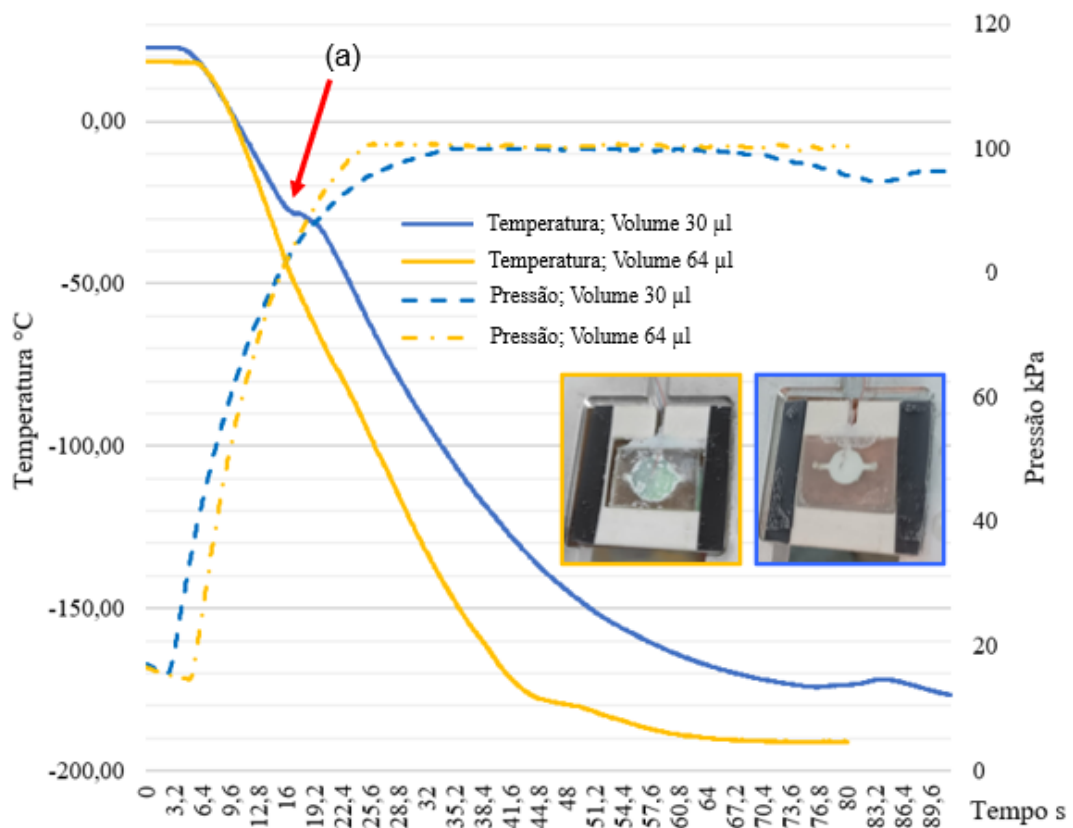 (a)
Temperatura °C
0,00
-50,00
-100,00
-150,00
-200,00
120
100
0
60
40
20
0
Pressão kPa
Temperatura; Volume 30 µl
Temperatura; Volume 64 µl
Pressão; Volume 30 µl
Pressão; Volume 64 µl
0 3,2 6,4 9,6 12,8 16 19,2 22,4 25,6 28,8 32 35,2 38,4 41,6 44,8 48 51,2 54,4 57,6 60,8 64 67,2 70,4 73,6 76,8 80 83,2 86,4 89,6
Tempo s